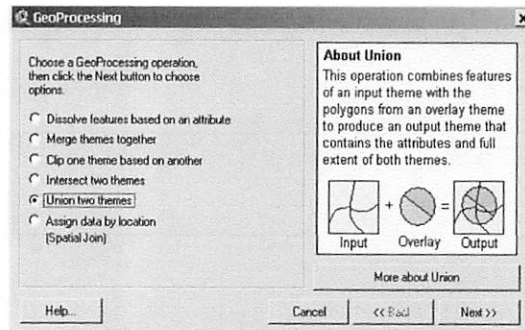 GeoProcessing
Choose a GeoProcessing operation,
then click the Next button to choose
options.
Dissolve features based on an attribute
Merge themes together
Clip one theme based on another
Intersect two themes
Union two themes
Assign data by location
(Spatial Join)
About Union
This operation combines features
of an input theme with the
polygons from an overlay theme
to produce an output theme that
contains the attributes and full
extent of both themes.
+ =
Input Overlay Output
More about Union
Help... Cancel << Back Next >>